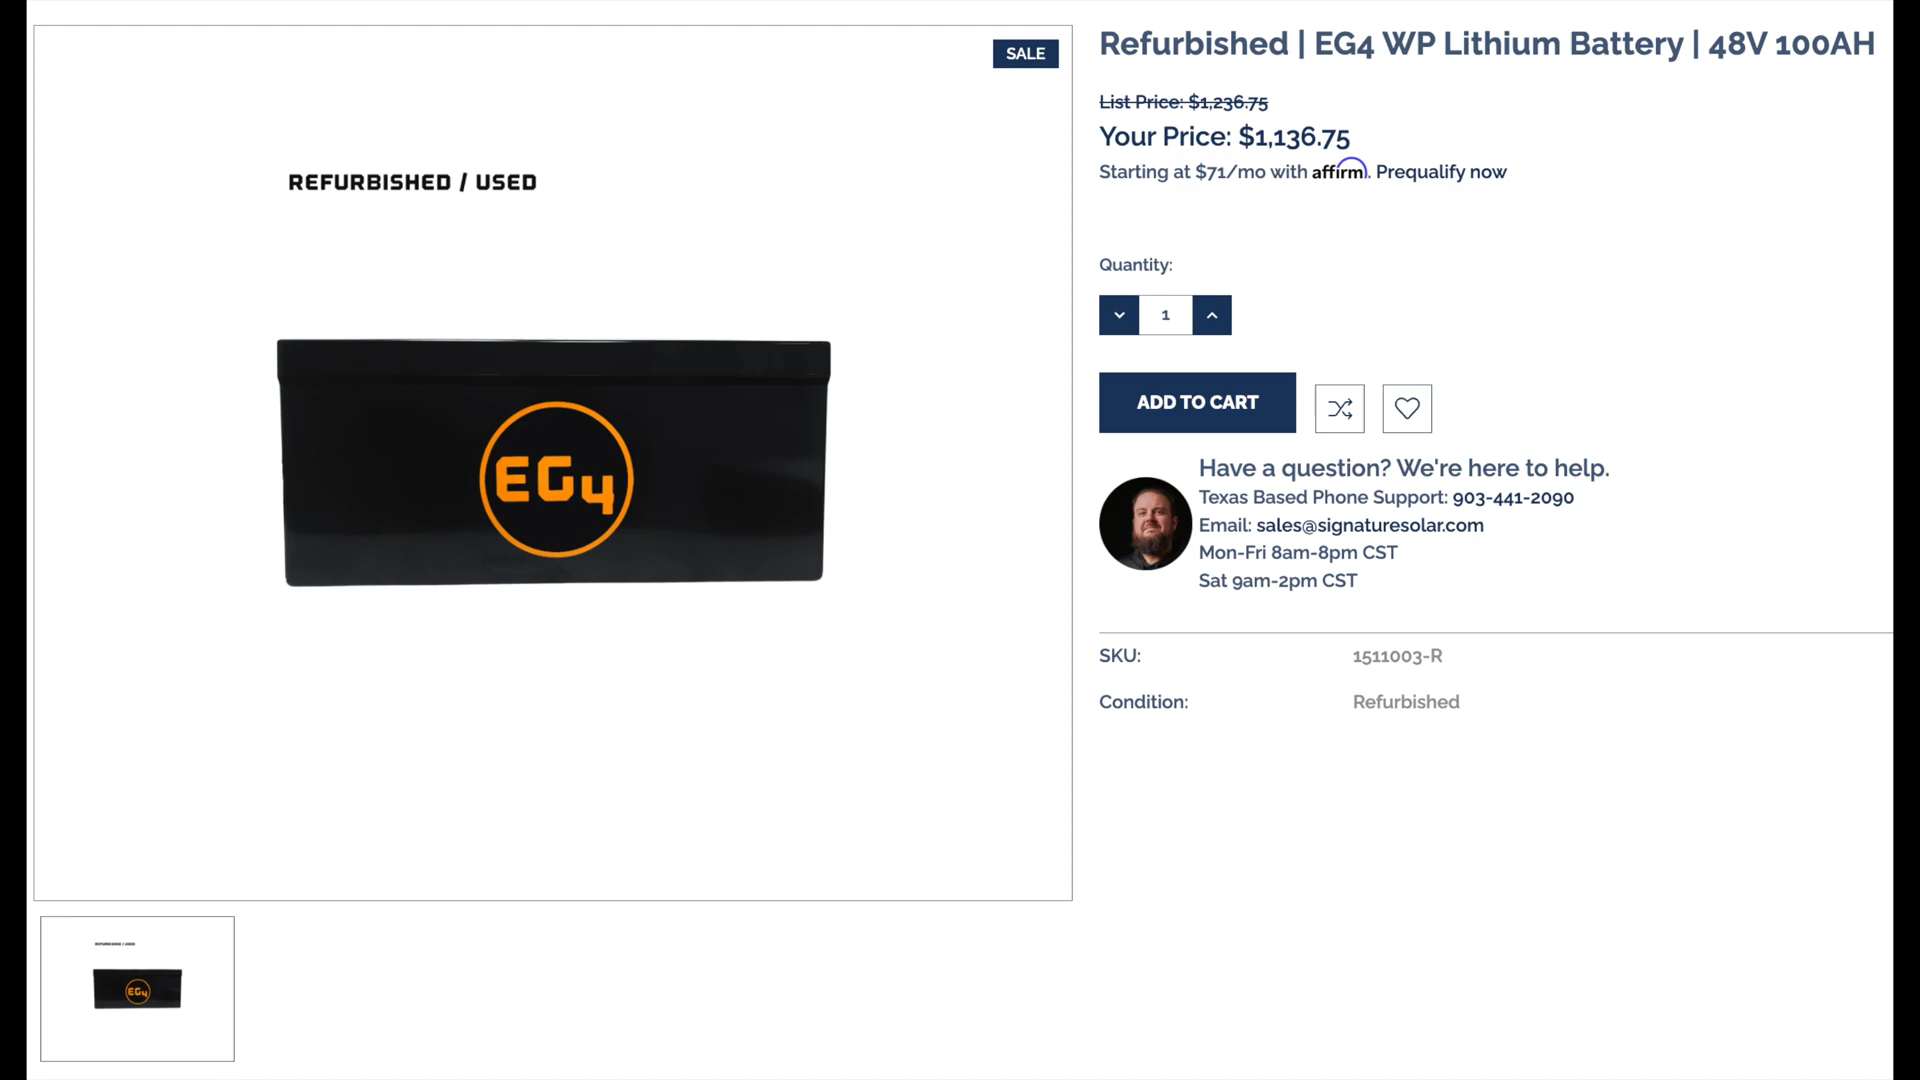 SALE
REFURBISHED / USED
EG4
Refurbished | EG4 WP Lithium Battery | 48V 100AH
List Price: $1,236.75
Your Price: $1,136.75
Starting at $71/mo with affirm. Prequalify now
Quantity:
1
ADD TO CART
Have a question? We're here to help.
Texas Based Phone Support: 903-441-2090
Email: sales@signaturesolar.com
Mon-Fri 8am-8pm CST
Sat 9am-2pm CST
SKU: 1511003-R
Condition: Refurbished
REFURBISHED / USED
EG4